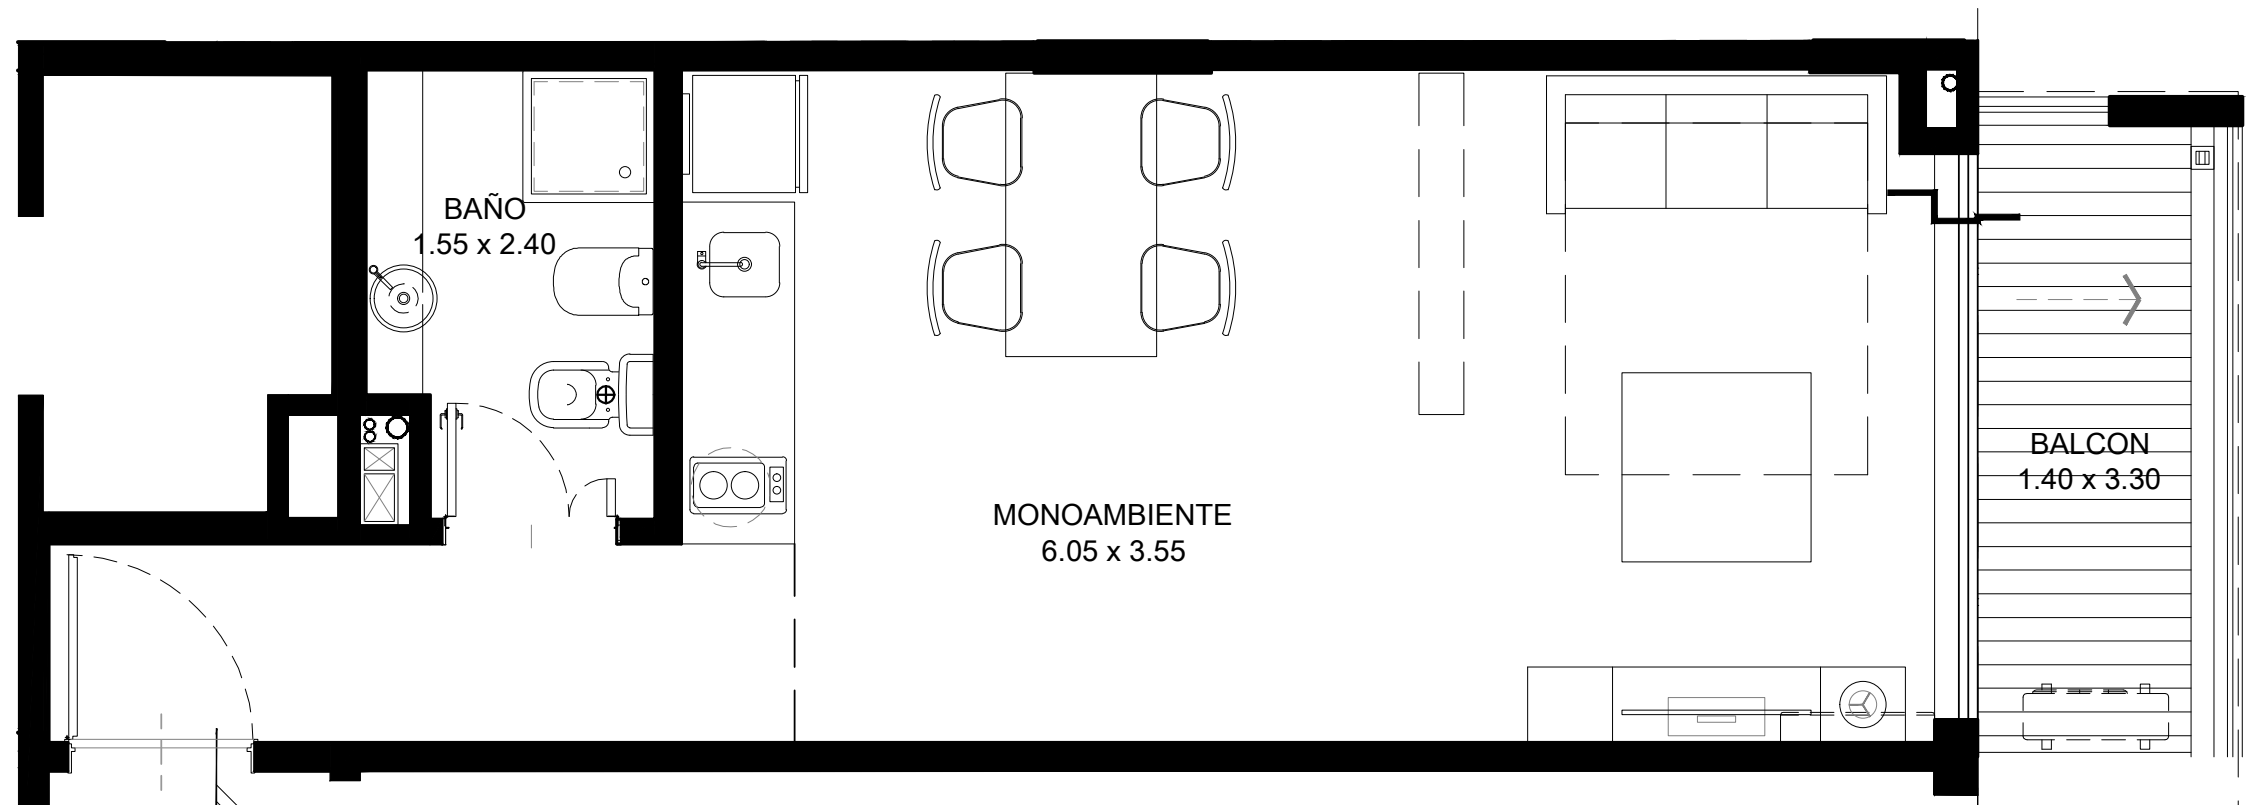 BAÑO
1.55 x 2.40
MONOAMBIENTE
6.05 x 3.55
BALCON
1.40 x 3.30